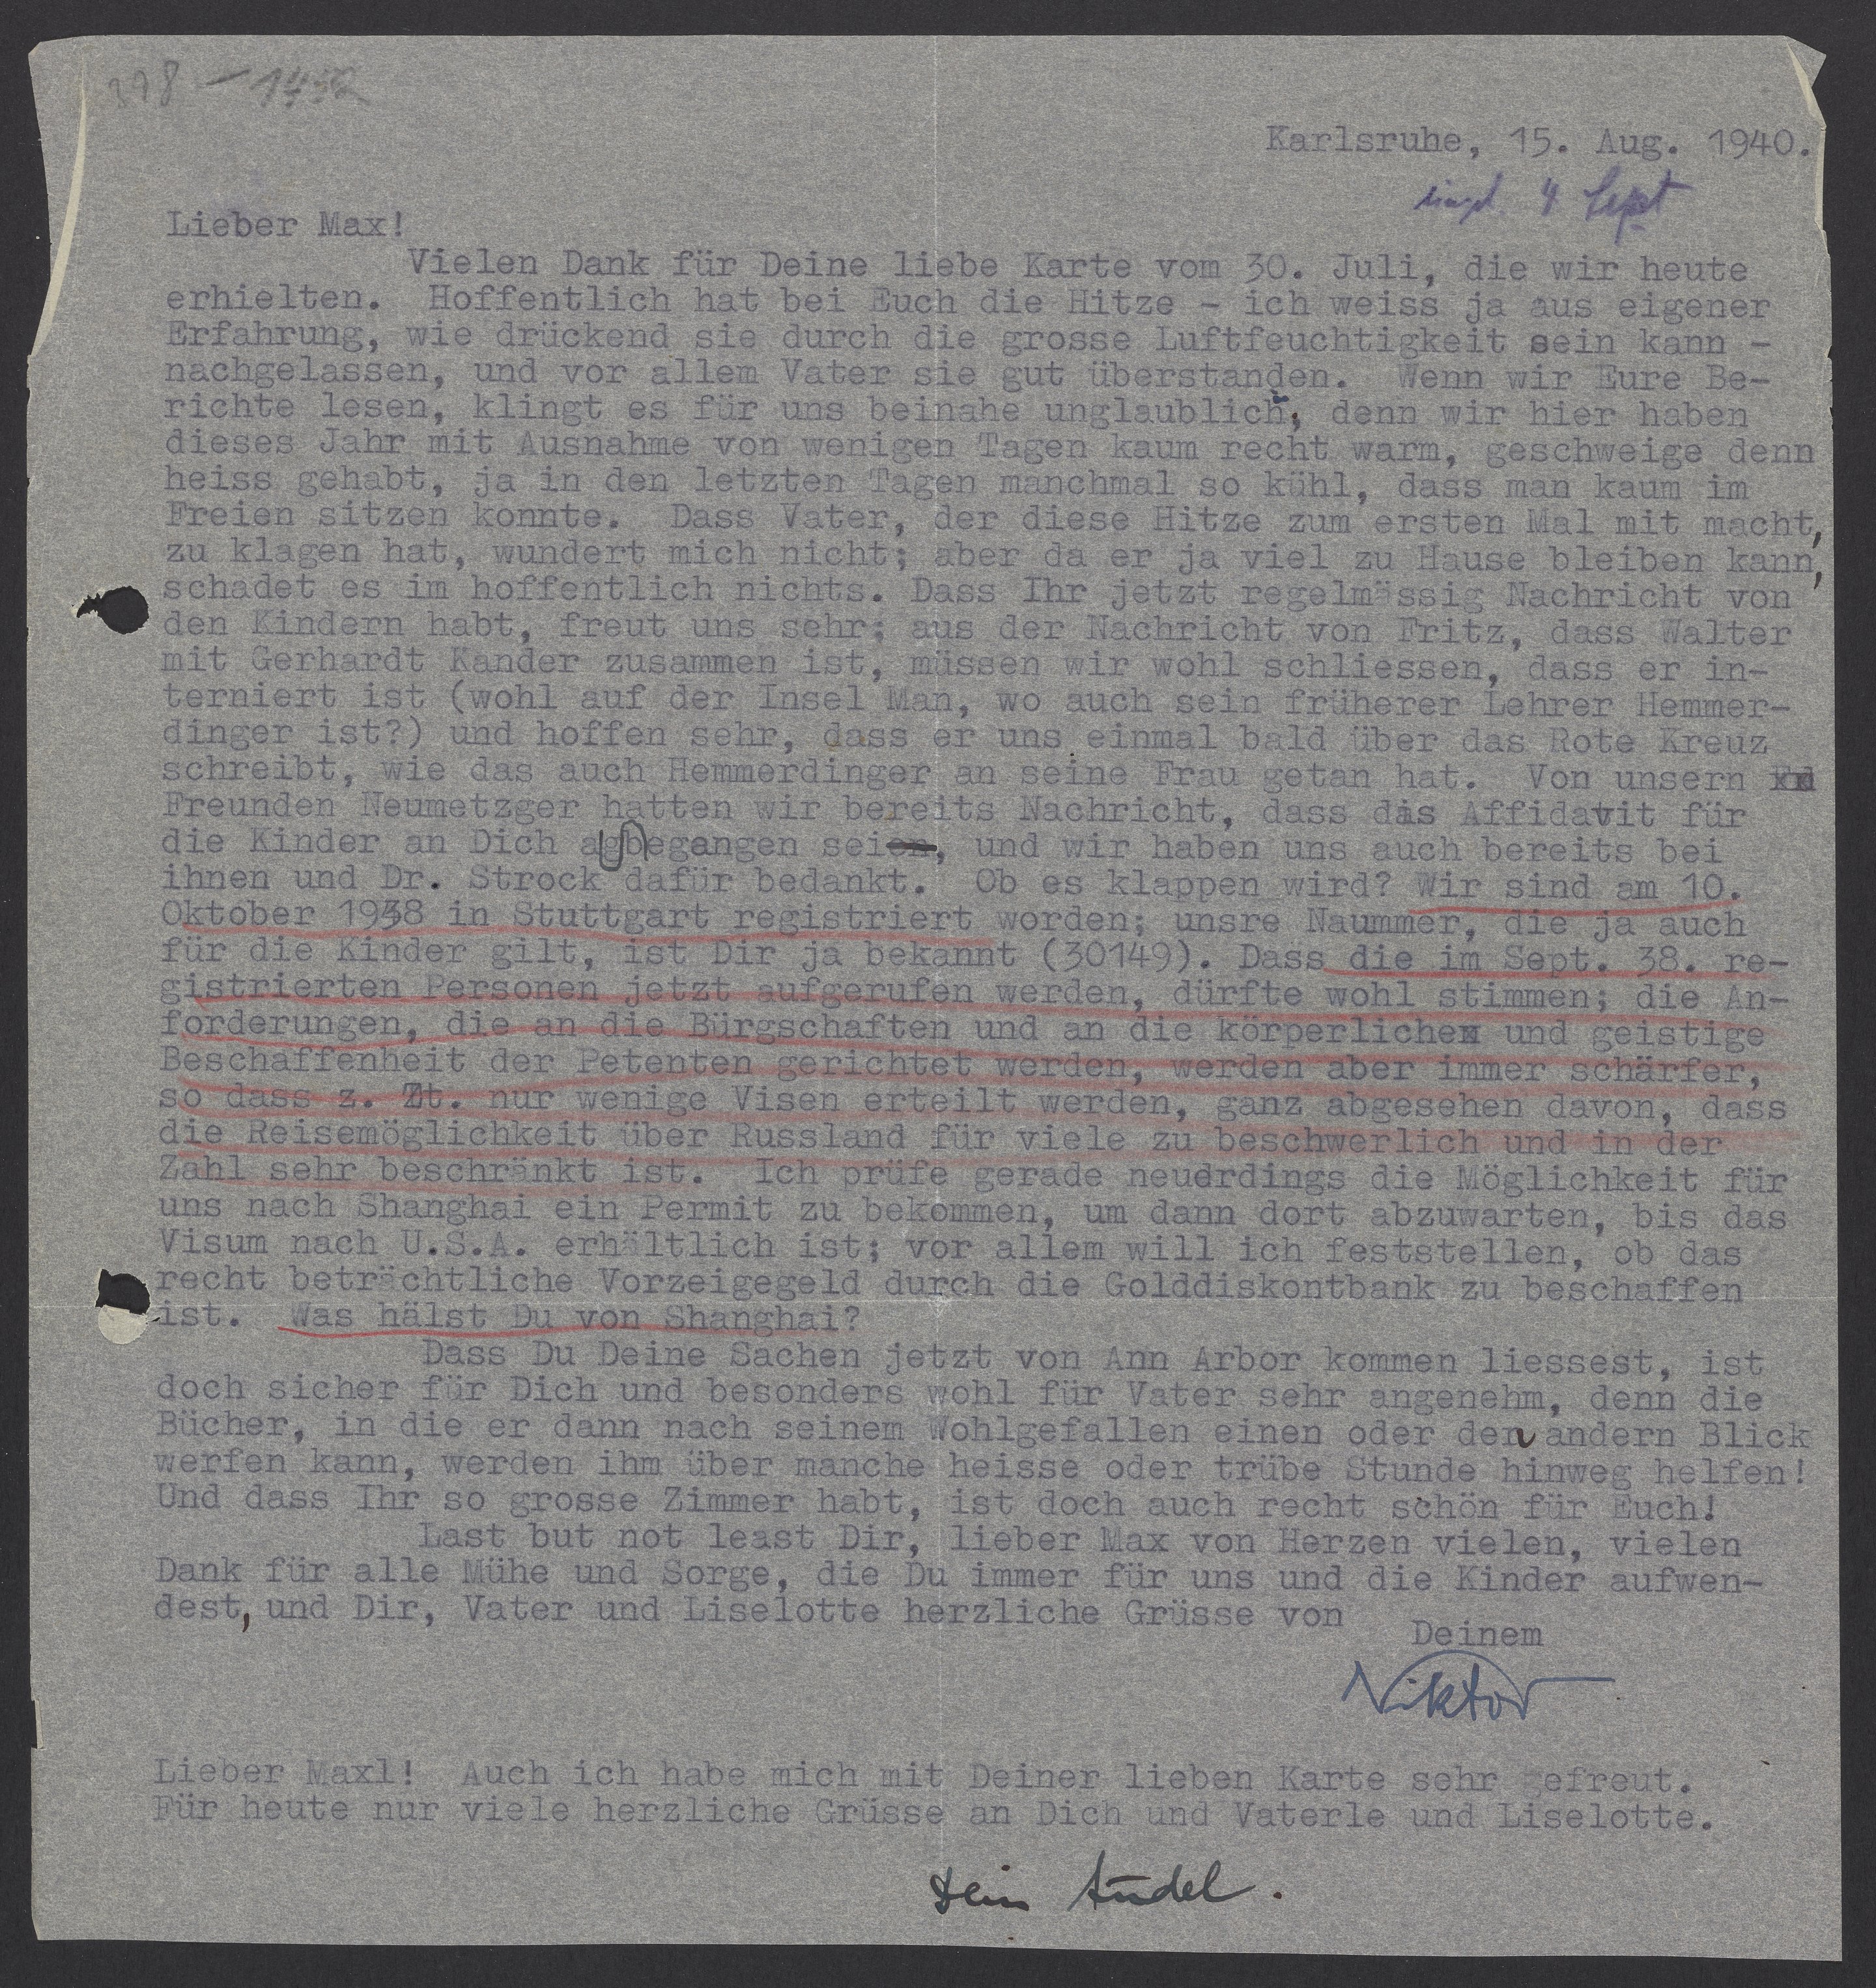 398 – 1432
Karlsruhe, 15. Aug. 1940.
4 Sept
Lieber Max!
Vielen Dank für Deine liebe Karte vom 30. Juli, die wir heute
erhielten. Hoffentlich hat bei Euch die Hitze - ich weiss ja aus eigener
Erfahrung, wie drückend sie durch die grosse Luftfeuchtigkeit sein kann -
nachgelassen, und vor allem Vater sie gut überstanden. Wenn wir Eure Be-
richte lesen, klingt es für uns beinahe unglaublich, denn wir hier haben
dieses Jahr mit Ausnahme von wenigen Tagen kaum recht warm, geschweige denn
heiss gehabt, ja in den letzten Tagen manchmal so kühl, dass man kaum im
Freien sitzen konnte. Dass Vater, der diese Hitze zum ersten Mal mit macht,
zu klagen hat, wundert mich nicht; aber da er ja viel zu Hause bleiben kann,
schadet es im hoffentlich nichts. Dass Ihr jetzt regelmässig Nachricht von
den Kindern habt, freut uns sehr; aus der Nachricht von Fritz, dass Walter
mit Gerhardt Kander zusammen ist, müssen wir wohl schliessen, dass er in-
terniert ist (wohl auf der Insel Man, wo auch sein früherer Lehrer Hemmer-
dinger ist?) und hoffen sehr, dass er uns einmal bald über das Rote Kreuz
schreibt, wie das auch Hemmerdinger an seine Frau getan hat. Von unsern
Freunden Neumetzger hatten wir bereits Nachricht, dass das Affidavit für
die Kinder an Dich agbegangen sei, und wir haben uns auch bereits bei
ihnen und Dr. Strock dafür bedankt. Ob es klappen wird? Wir sind am 10.
Oktober 1938 in Stuttgart registriert worden; unsre Naummer, die ja auch
für die Kinder gilt, ist Dir ja bekannt (30149). Dass die im Sept. 38. re-
gistrierten Personen jetzt aufgerufen werden, dürfte wohl stimmen; die An-
forderungen, die an die Bürgschaften und an die körperliche und geistige
Beschaffenheit der Petenten gerichtet werden, werden aber immer schärfer,
so dass z. Zt. nur wenige Visen erteilt werden, ganz abgesehen davon, dass
die Reisemöglichkeit über Russland für viele zu beschwerlich und in der
Zahl sehr beschränkt ist. Ich prüfe gerade neuerdings die Möglichkeit für
uns nach Shanghai ein Permit zu bekommen, um dann dort abzuwarten, bis das
Visum nach U.S.A. erhältlich ist; vor allem will ich feststellen, ob das
recht beträchtliche Vorzeigegeld durch die Golddiskontbank zu beschaffen
ist. Was hälst Du von Shanghai?
Dass Du Deine Sachen jetzt von Ann Arbor kommen liessest, ist
doch sicher für Dich und besonders wohl für Vater sehr angenehm, denn die
Bücher, in die er dann nach seinem Wohlgefallen einen oder den andern Blick
werfen kann, werden ihm über manche heisse oder trübe Stunde hinweg helfen!
Und dass Ihr so grosse Zimmer habt, ist doch auch recht schön für Euch!
Last but not least Dir, lieber Max von Herzen vielen, vielen
Dank für alle Mühe und Sorge, die Du immer für uns und die Kinder aufwen-
dest, und Dir, Vater und Liselotte herzliche Grüsse von
Deinem
Viktor
Lieber Maxl! Auch ich habe mich mit Deiner lieben Karte sehr gefreut.
Für heute nur viele herzliche Grüsse an Dich und Vaterle und Liselotte.
Dein